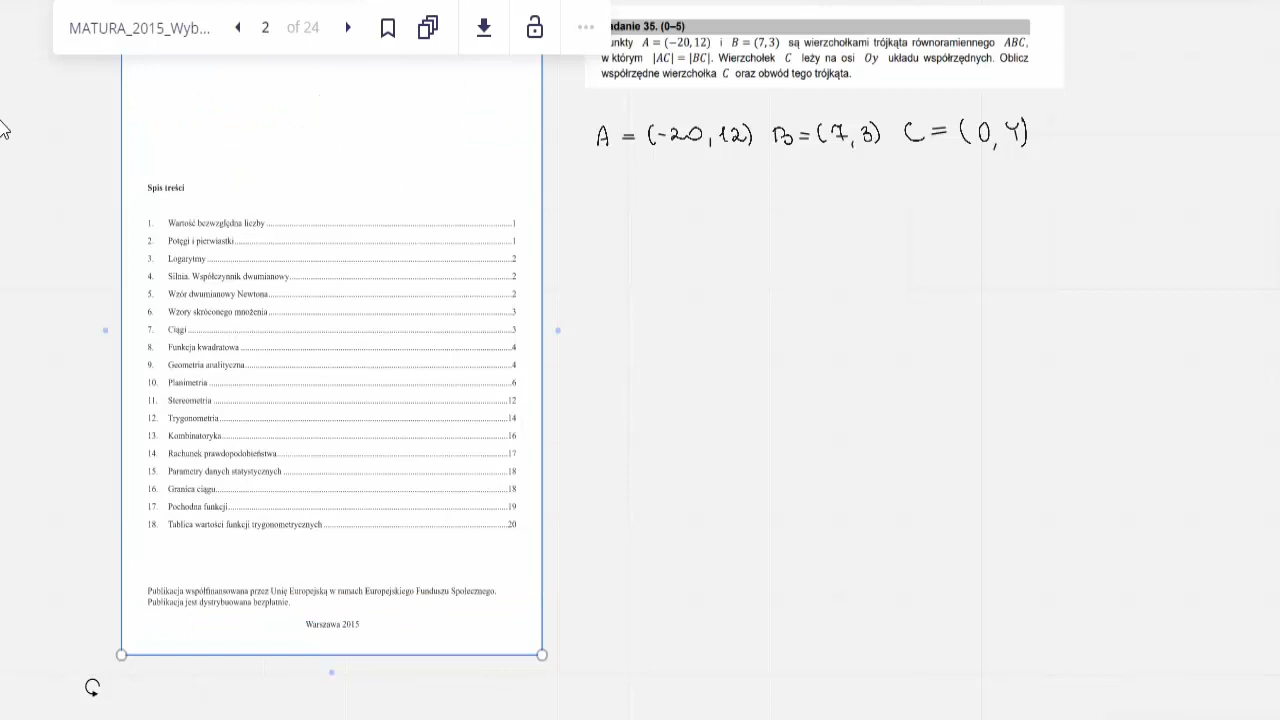 MATURA_2015_Wyb... 2 of 24
Spis treści
1. Wartość bezwzględna liczby 1
2. Potęgi i pierwiastki 1
3. Logarytmy 2
4. Silnia. Współczynnik dwumianowy 2
5. Wzór dwumianowy Newtona 2
6. Wzory skróconego mnożenia 3
7. Ciągi 3
8. Funkcja kwadratowa 4
9. Geometria analityczna 4
10. Planimetria 6
11. Stereometria 12
12. Trygonometria 14
13. Kombinatoryka 16
14. Rachunek prawdopodobieństwa 17
15. Parametry danych statystycznych 18
16. Granica ciągu 18
17. Pochodna funkcji 19
18. Tablica wartości funkcji trygonometrycznych 20
Publikacja współfinansowana przez Unię Europejską w ramach Europejskiego Funduszu Społecznego.
Publikacja jest dystrybuowana bezpłatnie.
Warszawa 2015
danie 35. (0–5)
unkty A = (−20, 12) i B = (7, 3) są wierzchołkami trójkąta równoramiennego ABC,
w którym |AC| = |BC|. Wierzchołek C leży na osi Oy układu współrzędnych. Oblicz
współrzędne wierzchołka C oraz obwód tego trójkąta.
A = (-20, 12) B = (7, 3) C = (0, Y)